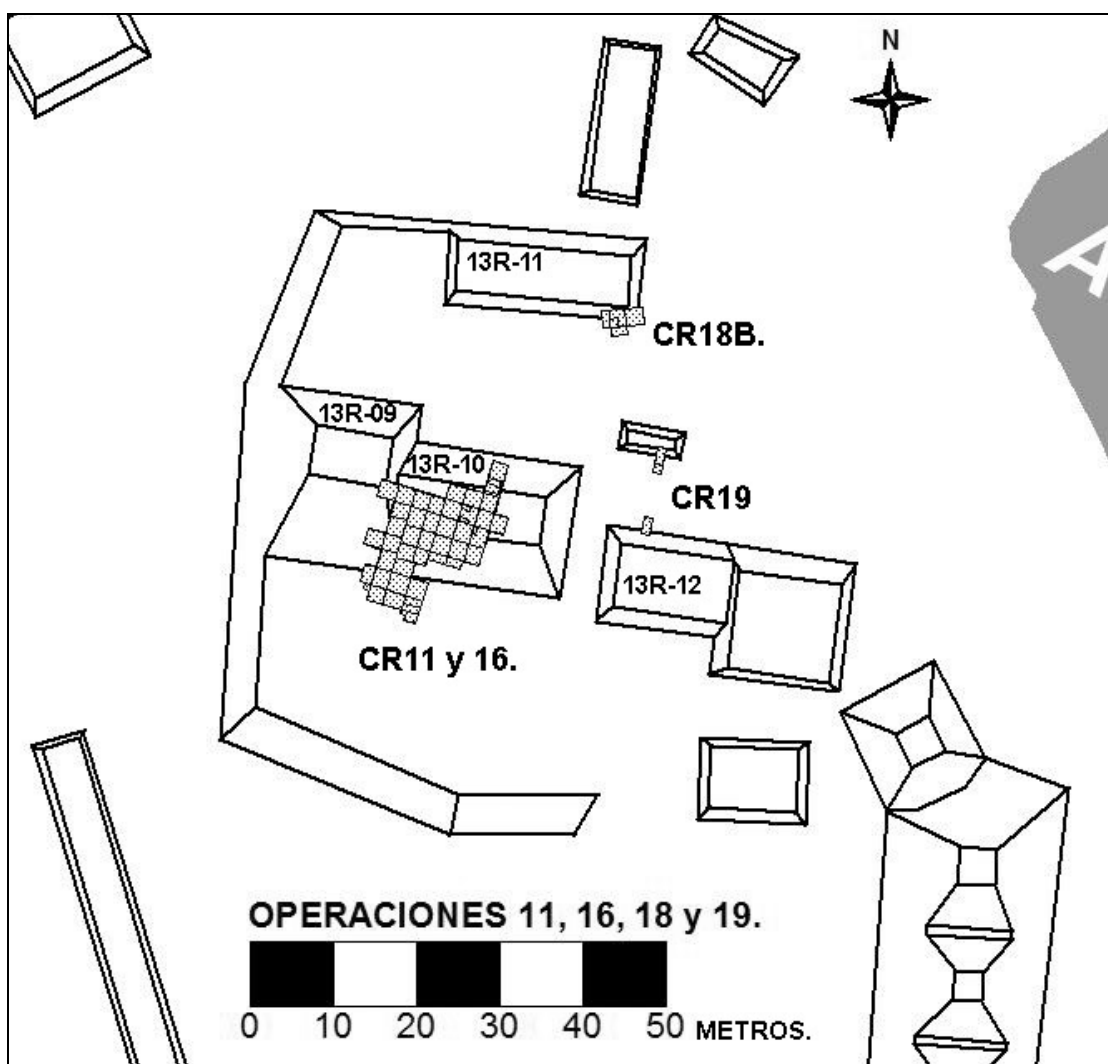 N
A
13R-11
CR18B.
13R-09
13R-10
CR19
13R-12
CR11 y 16.
OPERACIONES 11, 16, 18 y 19.
0 10 20 30 40 50 METROS.